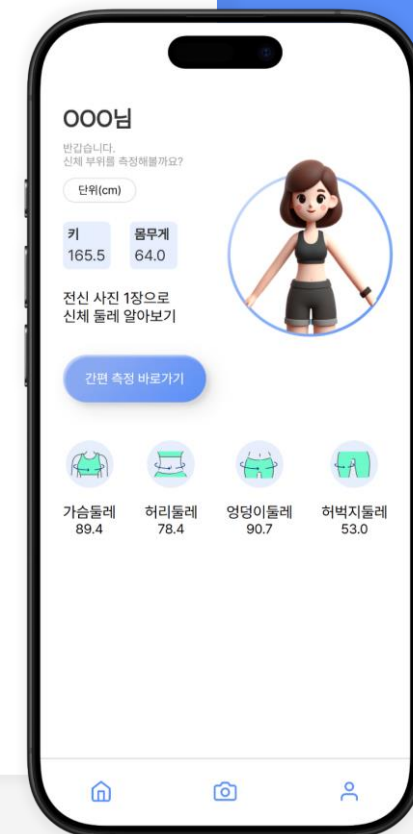 OOO님
반갑습니다.
신체 부위를 측정해볼까요?
단위(cm)
키
165.5
몸무게
64.0
전신 사진 1장으로
신체 둘레 알아보기
간편 측정 바로가기
가슴둘레
89.4
허리둘레
78.4
엉덩이둘레
90.7
허벅지둘레
53.0